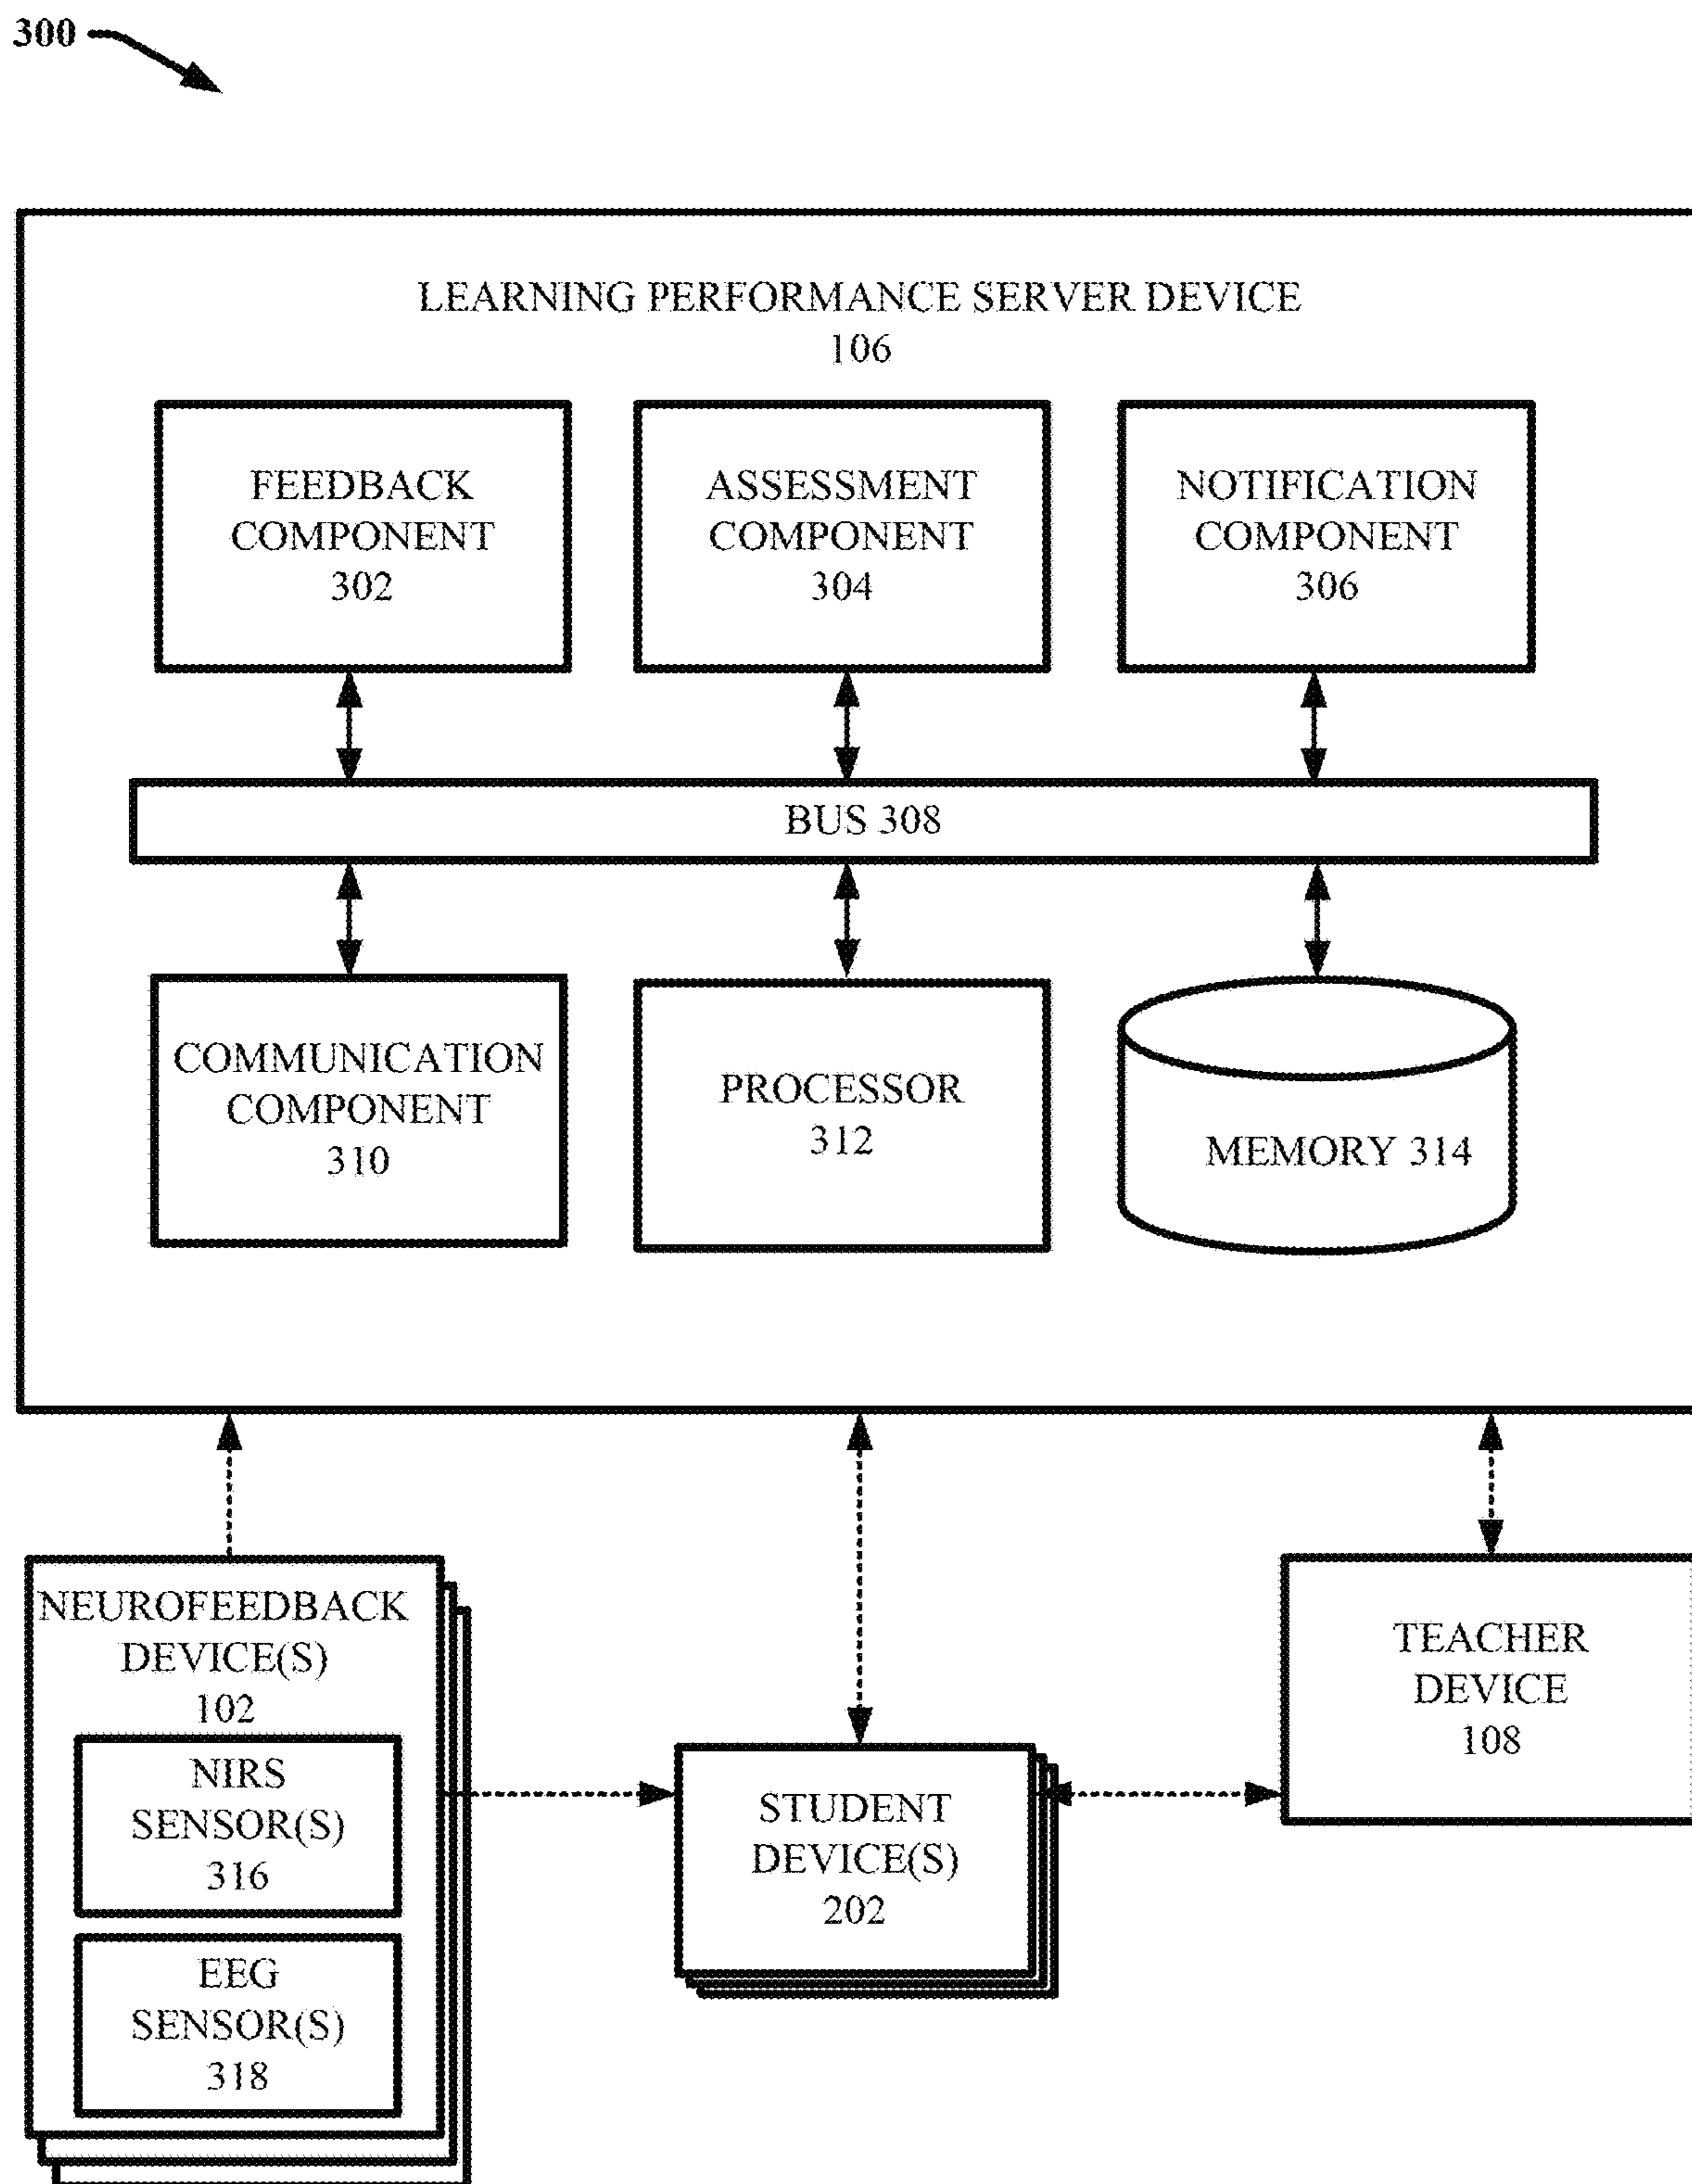 300
LEARNING PERFORMANCE SERVER DEVICE
106
FEEDBACK
COMPONENT
302
ASSESSMENT
COMPONENT
304
NOTIFICATION
COMPONENT
306
BUS 308
COMMUNICATION
COMPONENT
310
PROCESSOR
312
MEMORY 314
NEUROFEEDBACK
DEVICE(S)
102
NIRS
SENSOR(S)
316
EEG
SENSOR(S)
318
STUDENT
DEVICE(S)
202
TEACHER
DEVICE
108